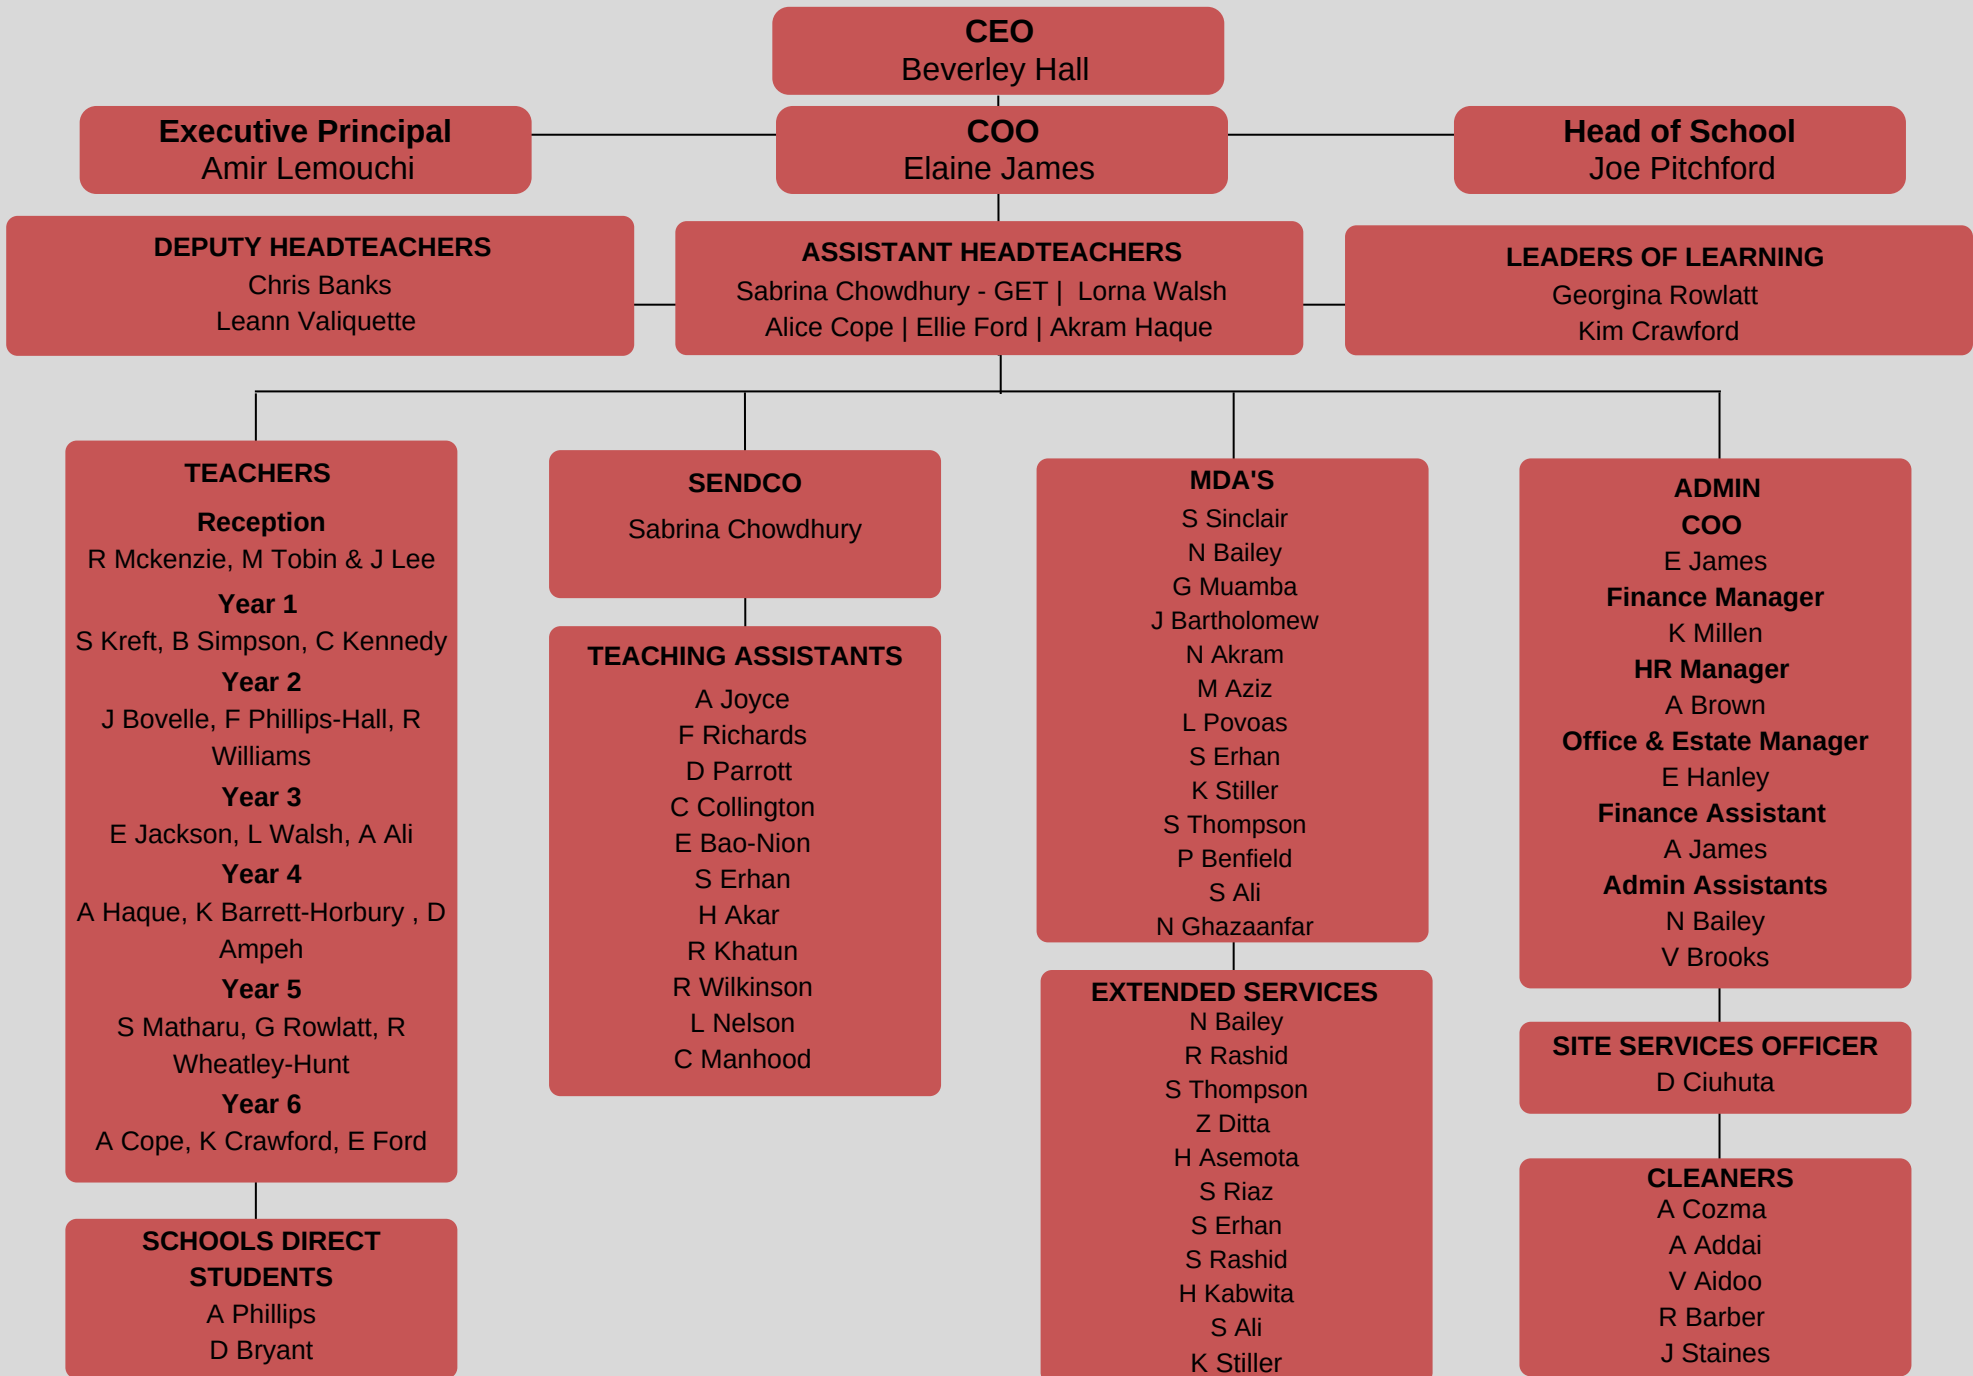 CEO
Beverley Hall
Executive Principal
Amir Lemouchi
COO
Elaine James
Head of School
Joe Pitchford
DEPUTY HEADTEACHERS
Chris Banks
Leann Valiquette
ASSISTANT HEADTEACHERS
Sabrina Chowdhury - GET | Lorna Walsh
Alice Cope | Ellie Ford | Akram Haque
LEADERS OF LEARNING
Georgina Rowlatt
Kim Crawford
TEACHERS
Reception
R Mckenzie, M Tobin & J Lee
Year 1
S Kreft, B Simpson, C Kennedy
Year 2
J Bovelle, F Phillips-Hall, R
Williams
Year 3
E Jackson, L Walsh, A Ali
Year 4
A Haque, K Barrett-Horbury , D
Ampeh
Year 5
S Matharu, G Rowlatt, R
Wheatley-Hunt
Year 6
A Cope, K Crawford, E Ford
SCHOOLS DIRECT
STUDENTS
A Phillips
D Bryant
SENDCO
Sabrina Chowdhury
TEACHING ASSISTANTS
A Joyce
F Richards
D Parrott
C Collington
E Bao-Nion
S Erhan
H Akar
R Khatun
R Wilkinson
L Nelson
C Manhood
MDA'S
S Sinclair
N Bailey
G Muamba
J Bartholomew
N Akram
M Aziz
L Povoas
S Erhan
K Stiller
S Thompson
P Benfield
S Ali
N Ghazaanfar
EXTENDED SERVICES
N Bailey
R Rashid
S Thompson
Z Ditta
H Asemota
S Riaz
S Erhan
S Rashid
H Kabwita
S Ali
K Stiller
ADMIN
COO
E James
Finance Manager
K Millen
HR Manager
A Brown
Office & Estate Manager
E Hanley
Finance Assistant
A James
Admin Assistants
N Bailey
V Brooks
SITE SERVICES OFFICER
D Ciuhuta
CLEANERS
A Cozma
A Addai
V Aidoo
R Barber
J Staines